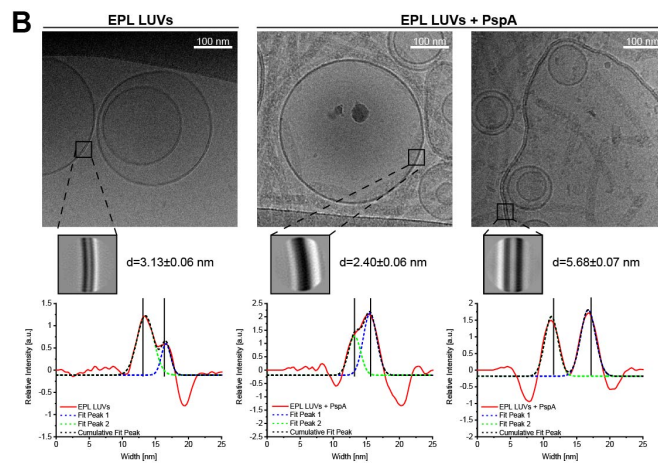 B
EPL LUVs
EPL LUVs + PspA
100 nm
100 nm
100 nm
d=3.13±0.06 nm
d=2.40±0.06 nm
d=5.68±0.07 nm
Relative Intensity [a.u.]
1.5
1.0
0.5
0.0
-0.5
-1.0
-1.5
EPL LUVs
Fit Peak 1
Fit Peak 2
Cumulative Fit Peak
0 5 10 15 20 25
Width [nm]
Relative Intensity [a.u.]
2.5
2
1.5
1
0.5
0
-0.5
-1
-1.5
-2
EPL LUVs + PspA
Fit Peak 1
Fit Peak 2
Cumulative Fit Peak
0 5 10 15 20 25
Width [nm]
Relative Intensity [a.u.]
2
1.5
1
0.5
0
-0.5
-1
-1.5
-2
EPL LUVs + PspA
Fit Peak 1
Fit Peak 2
Cumulative Fit Peak
0 5 10 15 20 25
Width [nm]